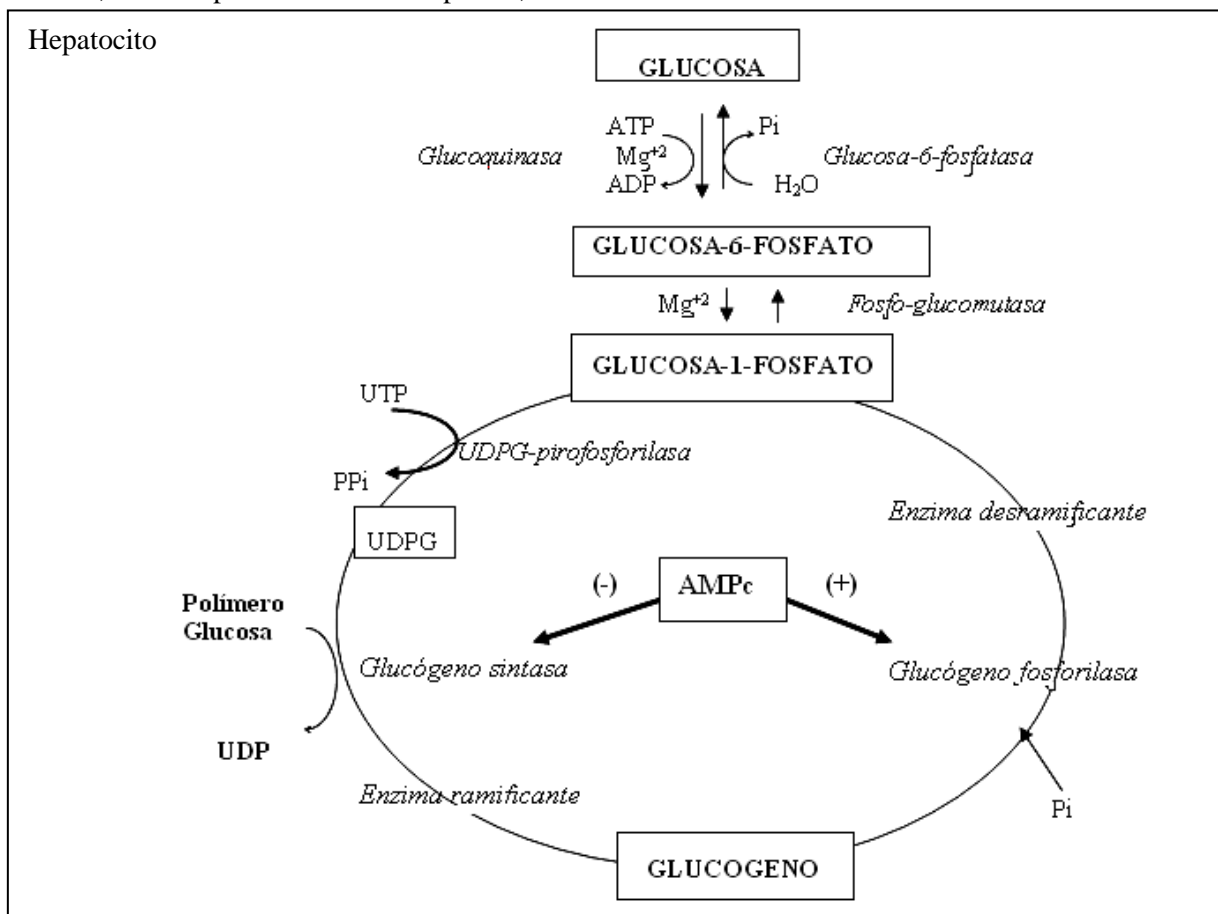 Hepatocito
GLUCOSA
ATP
Pi
Glucoquinasa
Mg+2
Glucosa-6-fosfatasa
ADP
H2O
GLUCOSA-6-FOSFATO
Mg+2
Fosfo-glucomutasa
GLUCOSA-1-FOSFATO
UTP
UDPG-pirofosforilasa
PPi
Enzima desramificante
UDPG
(-)
AMPc
(+)
Polímero
Glucosa
Glucógeno sintasa
Glucógeno fosforilasa
UDP
Enzima ramificante
Pi
GLUCOGENO